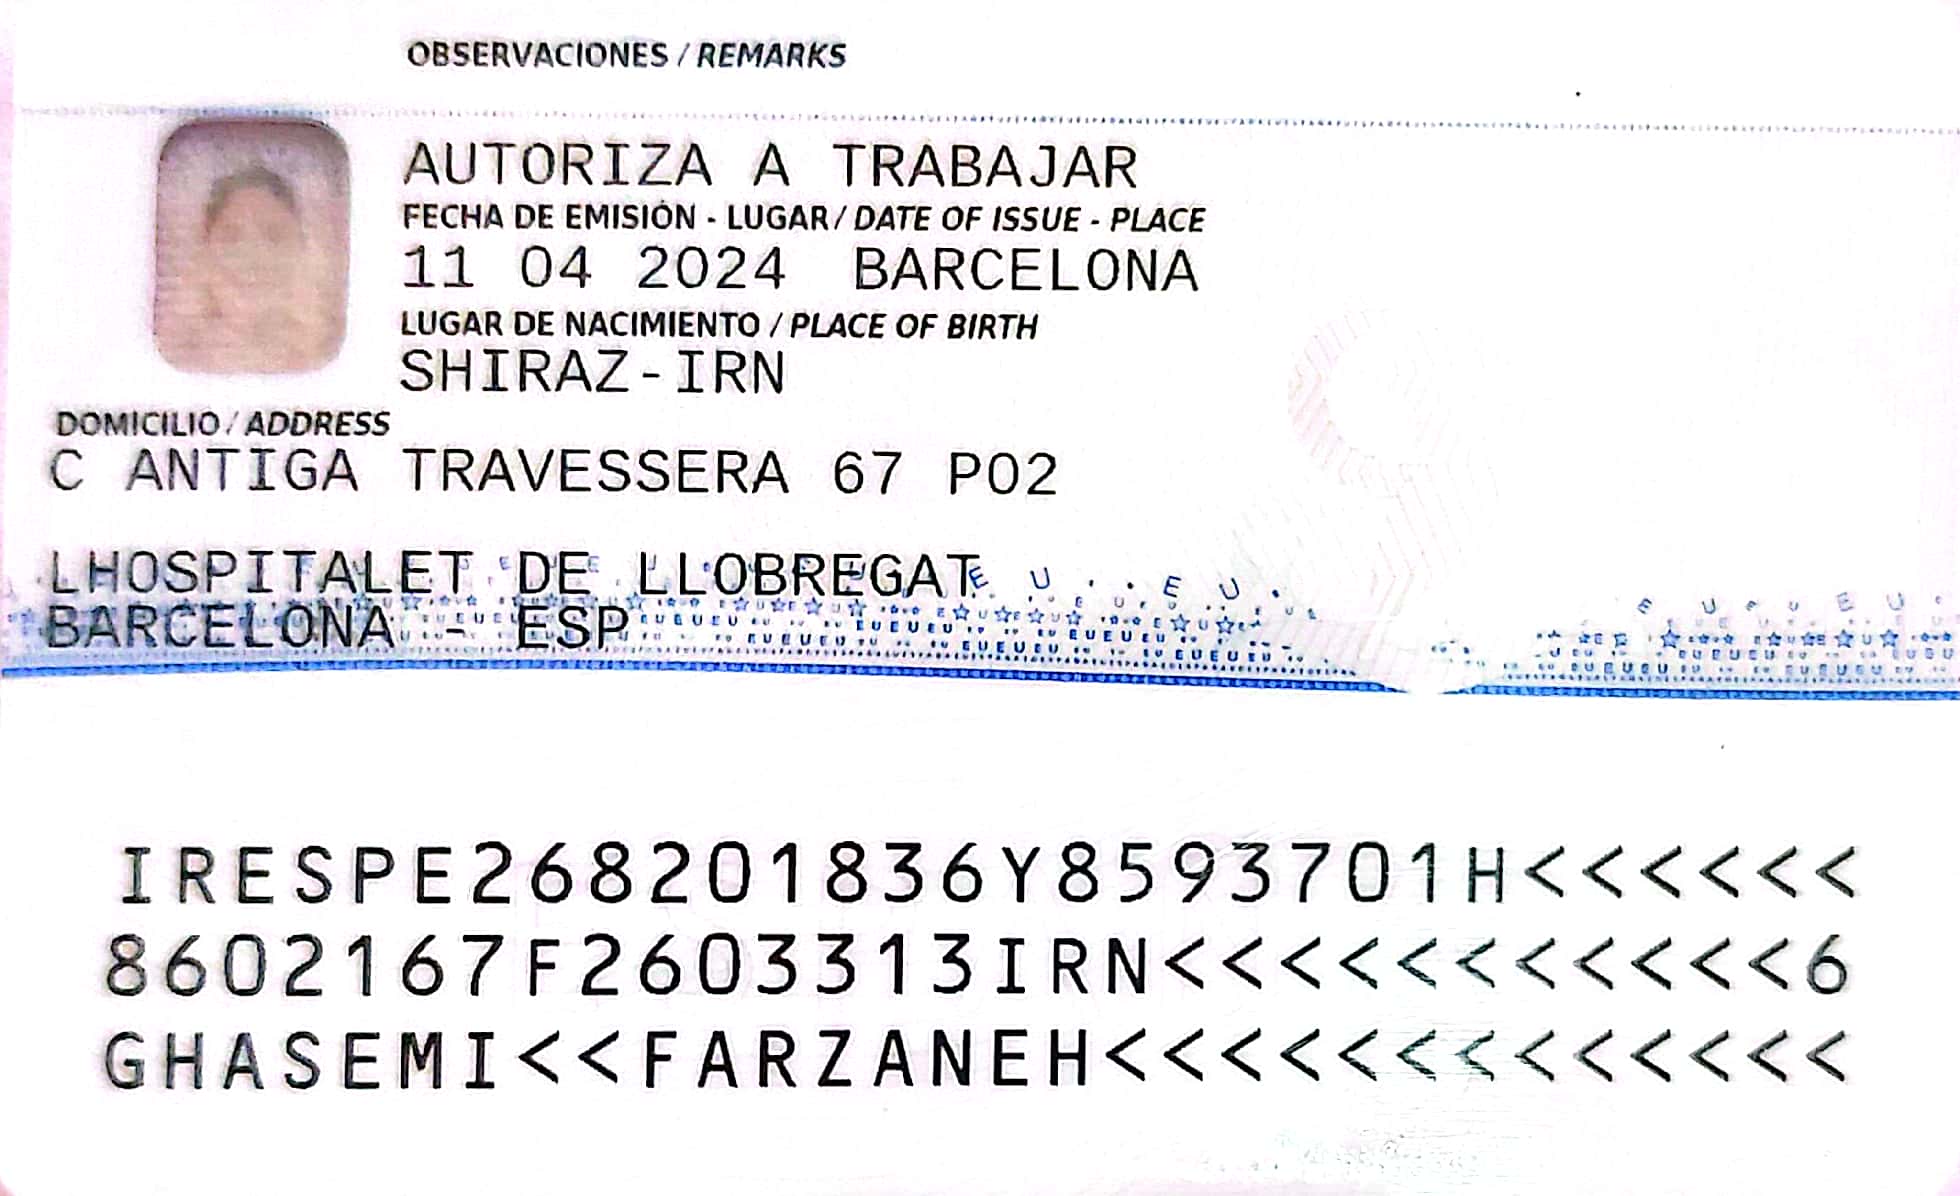 OBSERVACIONES / REMARKS
AUTORIZA A TRABAJAR
FECHA DE EMISIÓN - LUGAR/ DATE OF ISSUE - PLACE
11 04 2024 BARCELONA
LUGAR DE NACIMIENTO / PLACE OF BIRTH
SHIRAZ-IRN
DOMICILIO / ADDRESS
C ANTIGA TRAVESSERA 67 P02
LHOSPITALET DE LLOBREGAT
BARCELONA - ESP
IRESPE268201836Y8593701H<<<<<<
8602167F2603313IRN<<<<<<<<<<<6
GHASEMI<<FARZANEH<<<<<<<<<<<<<